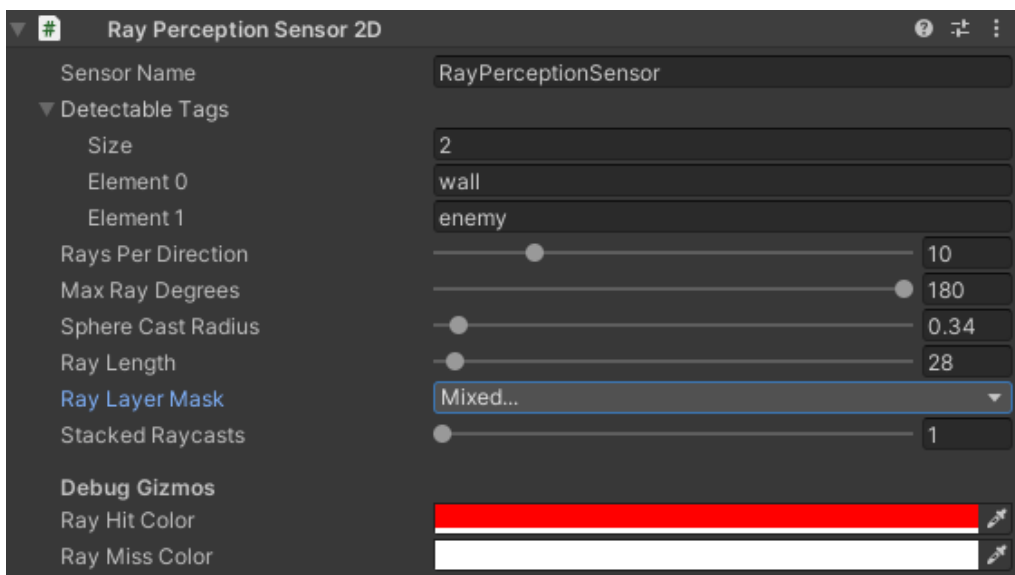 Ray Perception Sensor 2D
Sensor Name RayPerceptionSensor
Detectable Tags
Size 2
Element 0 wall
Element 1 enemy
Rays Per Direction 10
Max Ray Degrees 180
Sphere Cast Radius 0.34
Ray Length 28
Ray Layer Mask Mixed...
Stacked Raycasts 1
Debug Gizmos
Ray Hit Color
Ray Miss Color